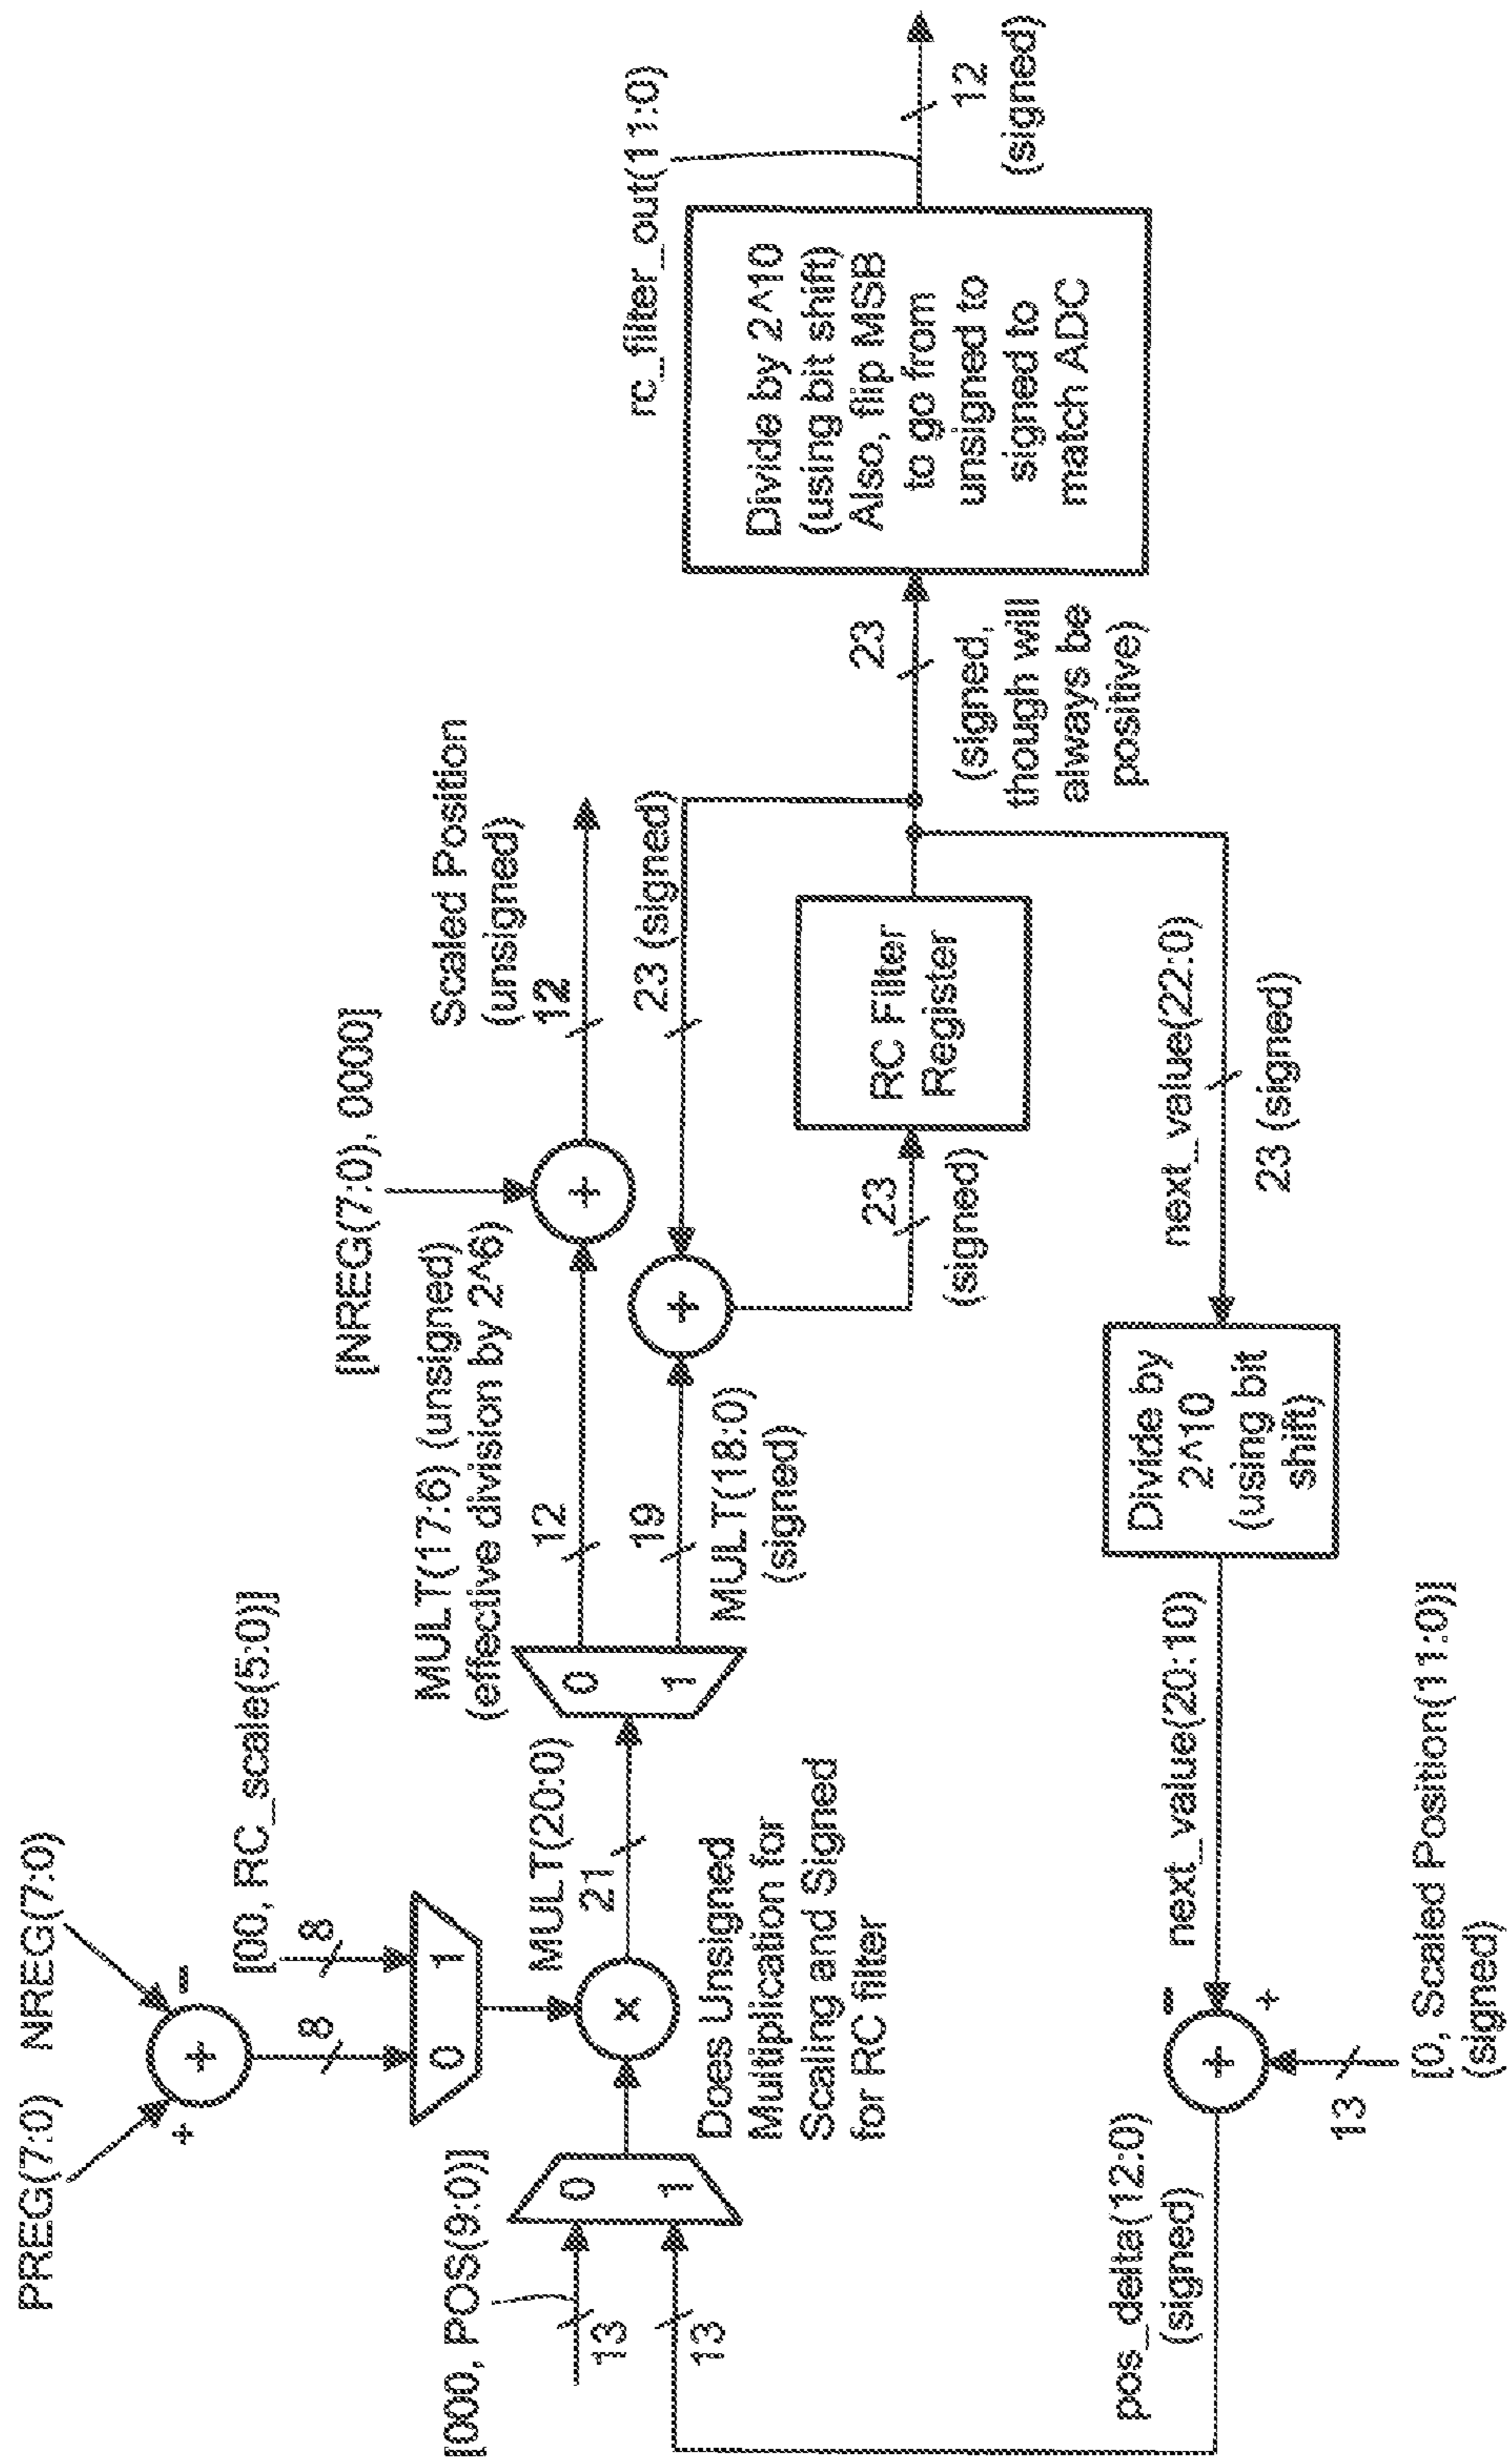 PREG(7:0)
NREG(7:0)
+
-
+
8
[00, RC_scale(5:0)]
8
0
1
[000, POS(9:0)]
13
13
0
1
x
Does Unsigned
Multiplication for
Scaling and Signed
for RC filter
MULT(20:0)
21
0
1
MULT(17:6) (unsigned)
(effective division by 2^6)
12
19
MULT(18:0)
(signed)
[NREG(7:0), 0000]
+
Scaled Position
(unsigned)
12
+
23 (signed)
23
(signed)
RC Filter
Register
23
(signed,
though will
always be
positive)
Divide by 2^10
(using bit shift)
Also, flip MSB
to go from
unsigned to
signed to
match ADC
rc_filter_out(11:0)
12
(signed)
next_value(22:0)
23 (signed)
Divide by
2^10
(using bit
shift)
next_value(20:10)
-
+
+
13
[0, Scaled Position(11:0)]
(signed)
pos_delta(12:0)
(signed)